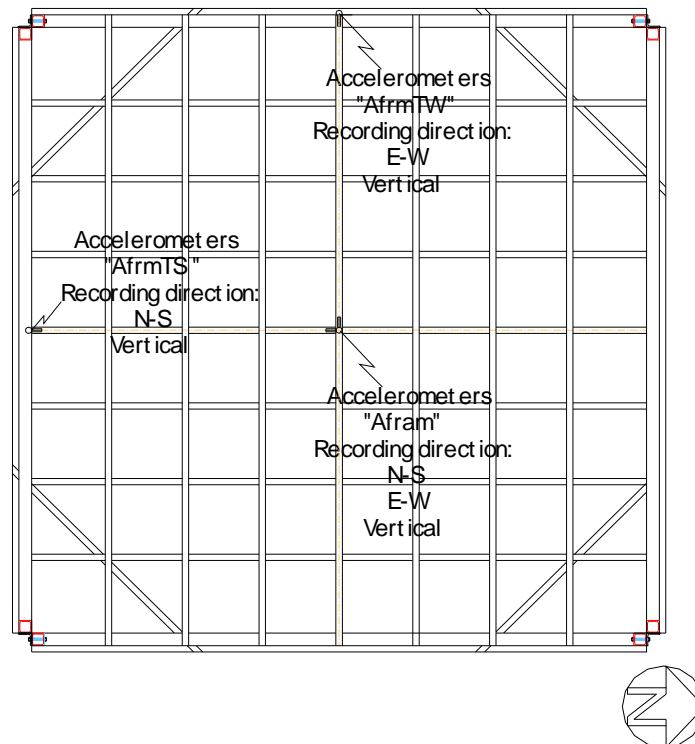 Accelerometers
"AfrmTW"
Recording direction:
E-W
Vertical
Accelerometers
"AfrmTS"
Recording direction:
N-S
Vertical
Accelerometers
"Afram"
Recording direction:
N-S
E-W
Vertical
N